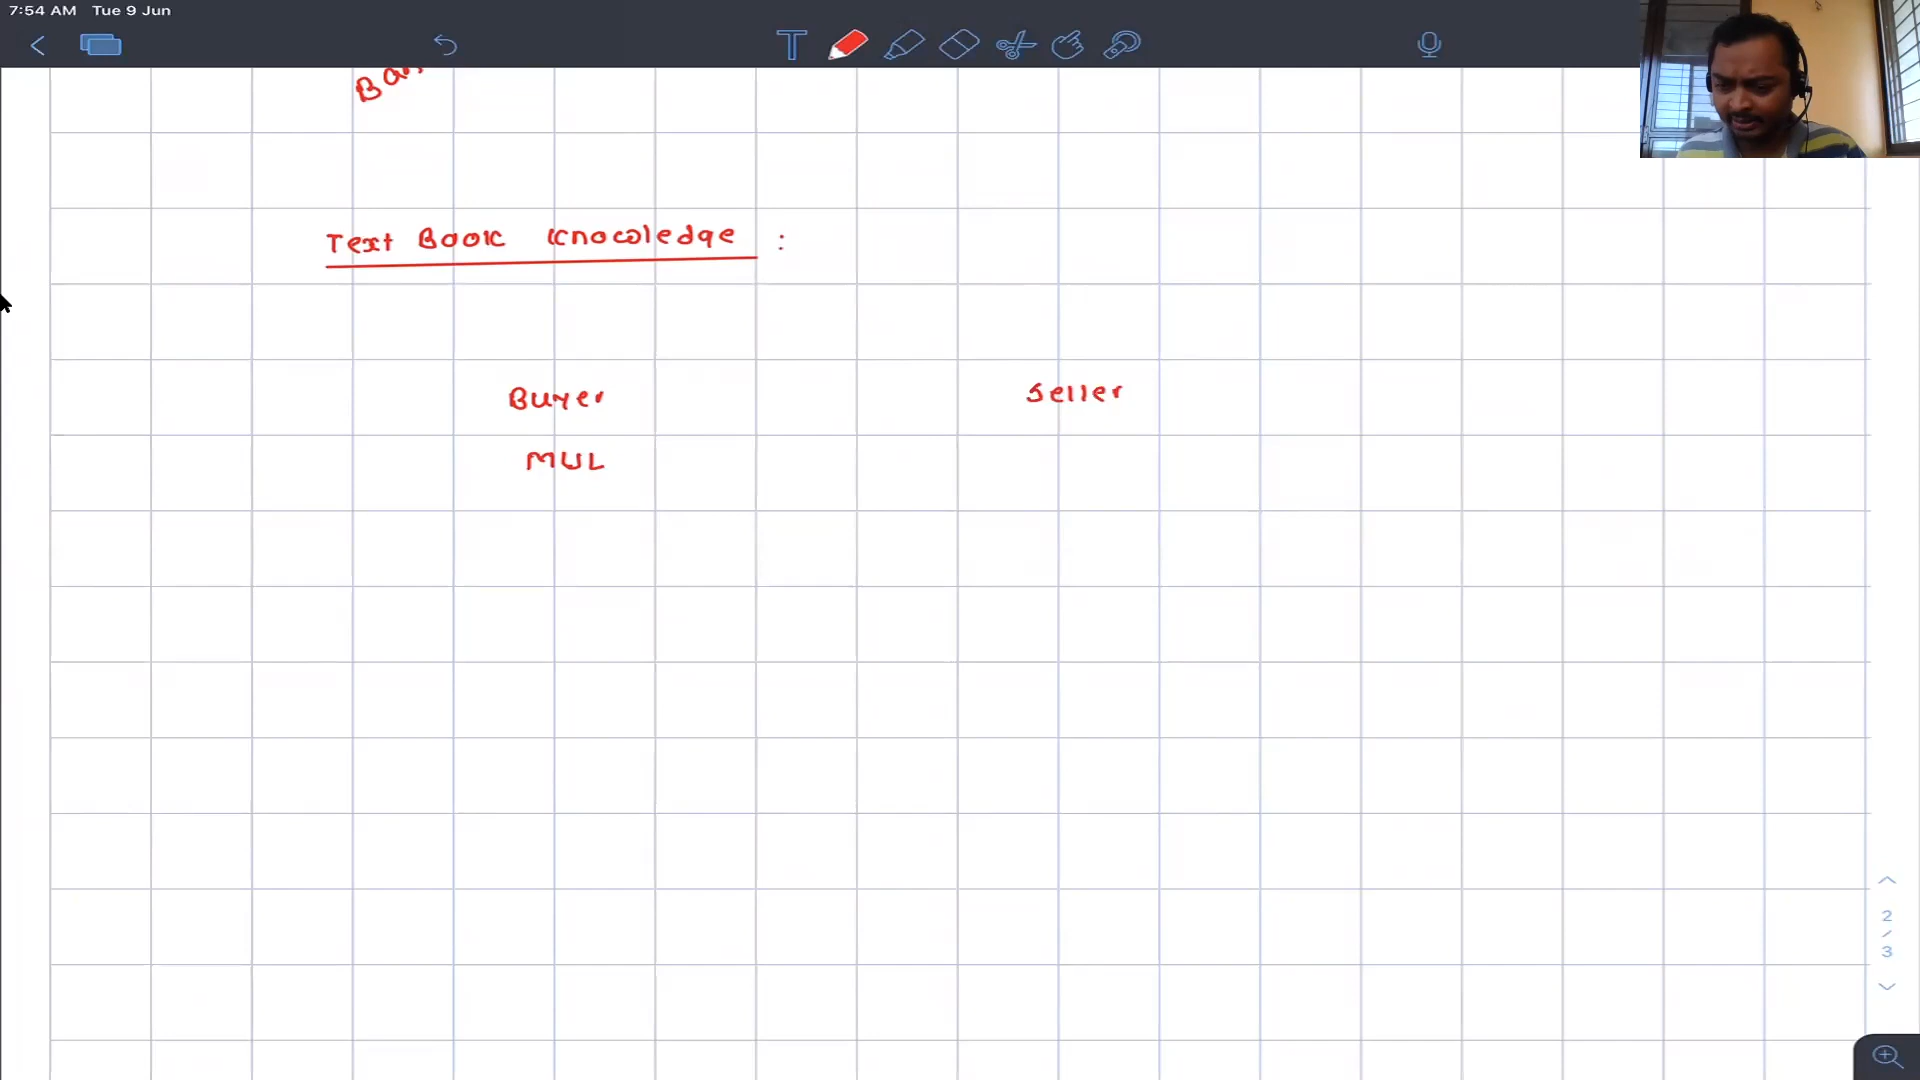 7:54 AM Tue 9 Jun
Text Book Knowledge :
Buyer Seller
MUL
2
/
3